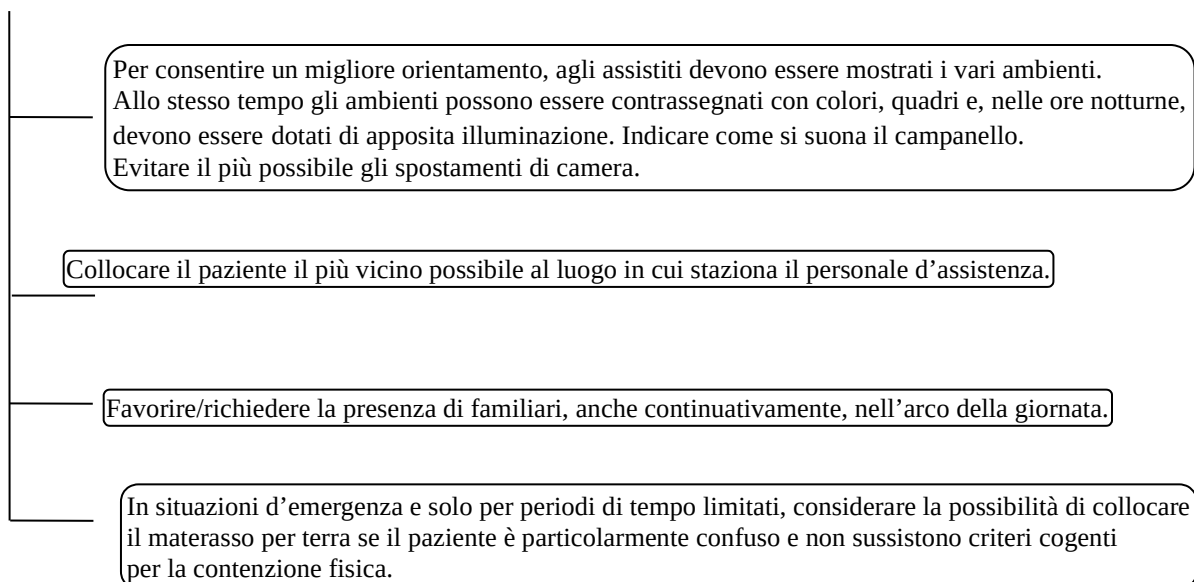 Per consentire un migliore orientamento, agli assistiti devono essere mostrati i vari ambienti.
Allo stesso tempo gli ambienti possono essere contrassegnati con colori, quadri e, nelle ore notturne,
devono essere dotati di apposita illuminazione. Indicare come si suona il campanello.
Evitare il più possibile gli spostamenti di camera.
Collocare il paziente il più vicino possibile al luogo in cui staziona il personale d’assistenza.
Favorire/richiedere la presenza di familiari, anche continuativamente, nell’arco della giornata.
In situazioni d’emergenza e solo per periodi di tempo limitati, considerare la possibilità di collocare
il materasso per terra se il paziente è particolarmente confuso e non sussistono criteri cogenti
per la contenzione fisica.